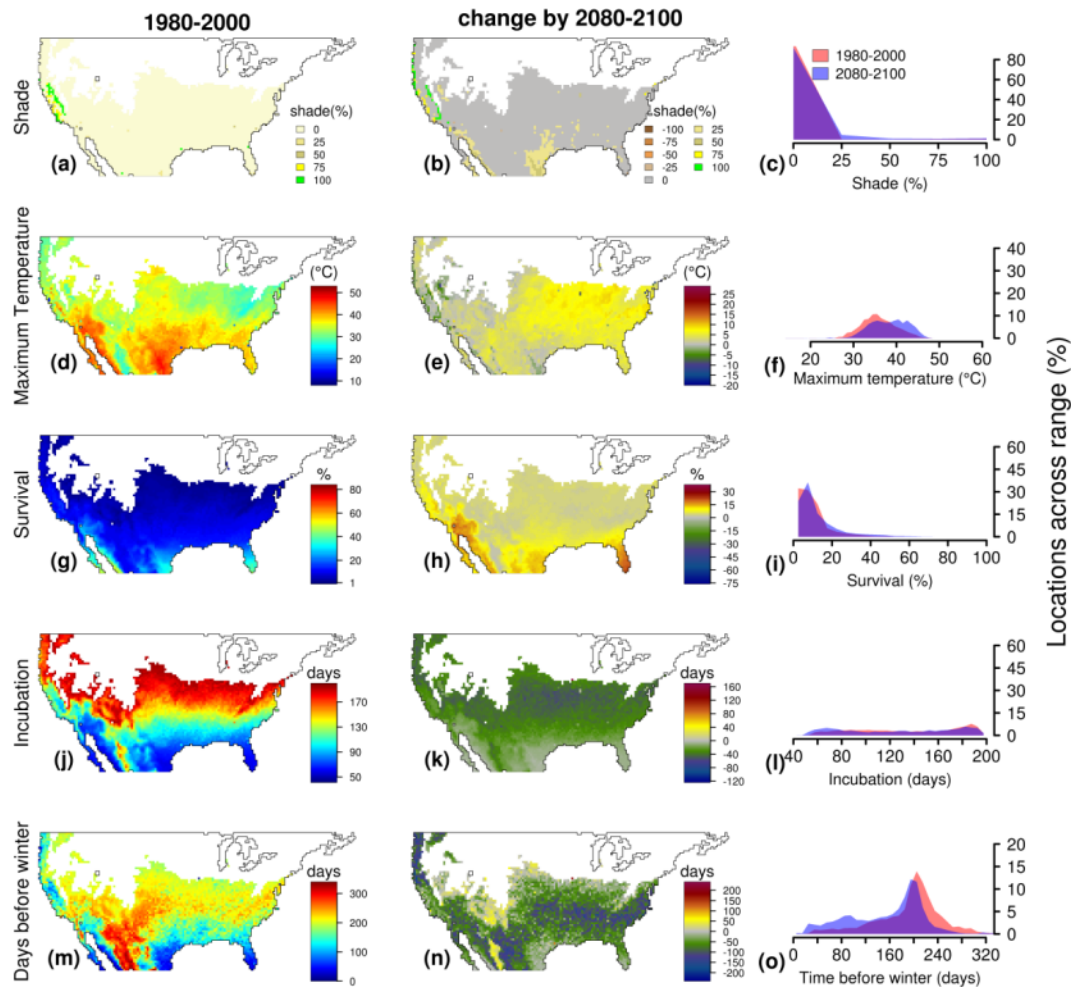 1980-2000
change by 2080-2100
Shade
(a)
shade(%)
0
25
50
75
100
(b)
shade(%)
-100
-75
-50
-25
0
25
50
75
100
1980-2000
2080-2100
80
60
40
20
0
0 25 50 75 100
(c)
Shade (%)
Maximum Temperature
(d)
(°C)
50
40
30
20
10
(e)
(°C)
25
20
15
10
5
0
-5
-10
-15
-20
40
30
20
10
0
20 30 40 50 60
(f)
Maximum temperature (°C)
Survival
(g)
%
80
60
40
20
1
(h)
%
30
15
0
-15
-30
-45
-60
-75
60
45
30
15
0
0 20 40 60 80 100
(i)
Survival (%)
Incubation
(j)
days
170
130
90
50
(k)
days
160
120
80
40
0
-40
-80
-120
60
45
30
15
0
40 80 120 160 200
(l)
Incubation (days)
Days before winter
(m)
days
300
200
100
0
(n)
days
200
150
100
50
0
-50
-100
-150
-200
20
15
10
5
0
0 80 160 240 320
(o)
Time before winter (days)
Locations across range (%)